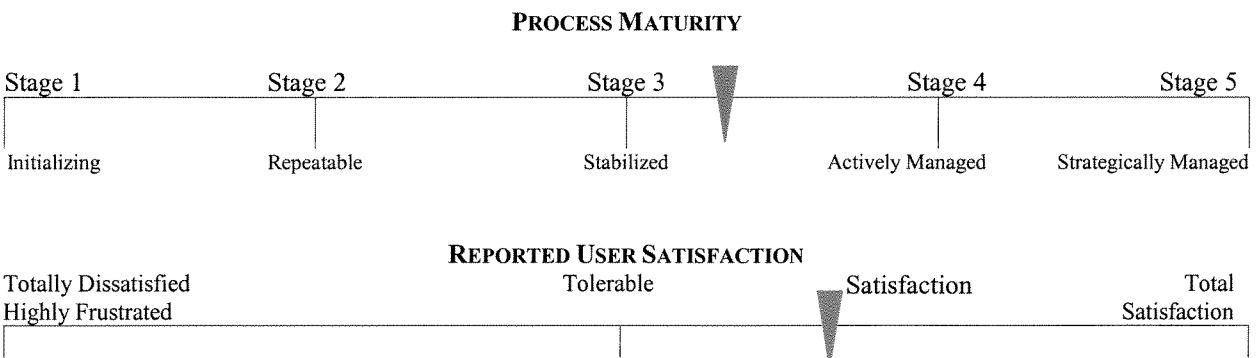 PROCESS MATURITY
Stage 1 Stage 2 Stage 3 Stage 4 Stage 5
Initializing Repeatable Stabilized Actively Managed Strategically Managed
REPORTED USER SATISFACTION
Totally Dissatisfied Tolerable Satisfaction Total
Highly Frustrated Satisfaction